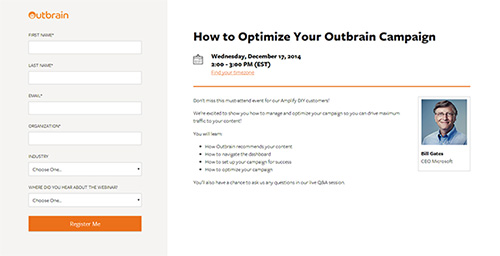 Outbrain
FIRST NAME*
LAST NAME*
EMAIL*
ORGANIZATION*
INDUSTRY
Choose One...
WHERE DO YOU HEAR ABOUT THE WEBINAR?
Choose One...
Register Me
How to Optimize Your Outbrain Campaign
Wednesday, December 17, 2014
2:00 - 3:00 PM (EST)
Find your timezone
Don't miss this must-attend event for our Amplify DIY customers!
We're excited to show you how to manage and optimize your campaign so you can drive maximum
traffic to your content!
You will learn:
How Outbrain recommends your content
How to navigate the dashboard
How to set up your campaign for success
How to optimize your campaign
You'll also have a chance to ask any questions in our live Q&A session.
Bill Gates
CEO Microsoft